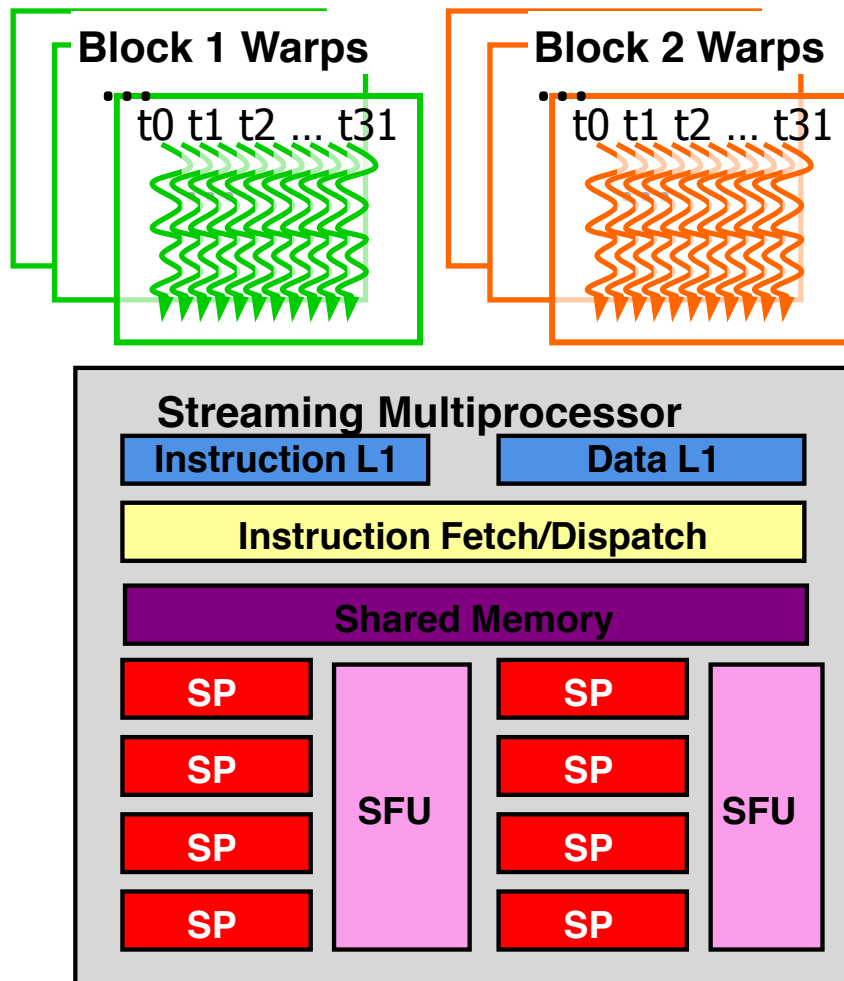 Block 1 Warps
Block 2 Warps
...
...
t0 t1 t2 ... t31
t0 t1 t2 ... t31
Streaming Multiprocessor
Instruction L1
Data L1
Instruction Fetch/Dispatch
Shared Memory
SP
SP
SP
SP
SFU
SP
SP
SP
SP
SFU